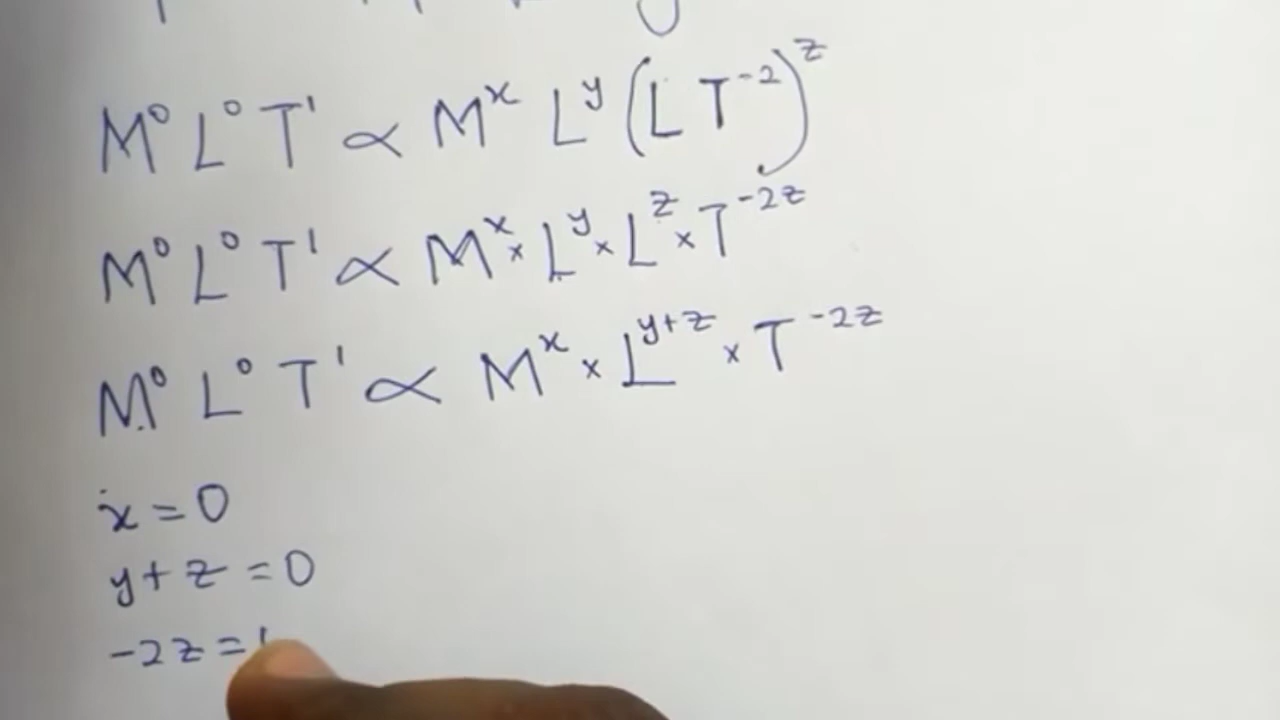 M⁰ L⁰ T¹ ∝ Mˣ Lʸ (L T⁻²)ᶻ
M⁰ L⁰ T¹ ∝ Mˣ × Lʸ × Lᶻ × T⁻²ᶻ
M⁰ L⁰ T¹ ∝ Mˣ × Lʸ⁺ᶻ × T⁻²ᶻ
x = 0
y + z = 0
-2z =